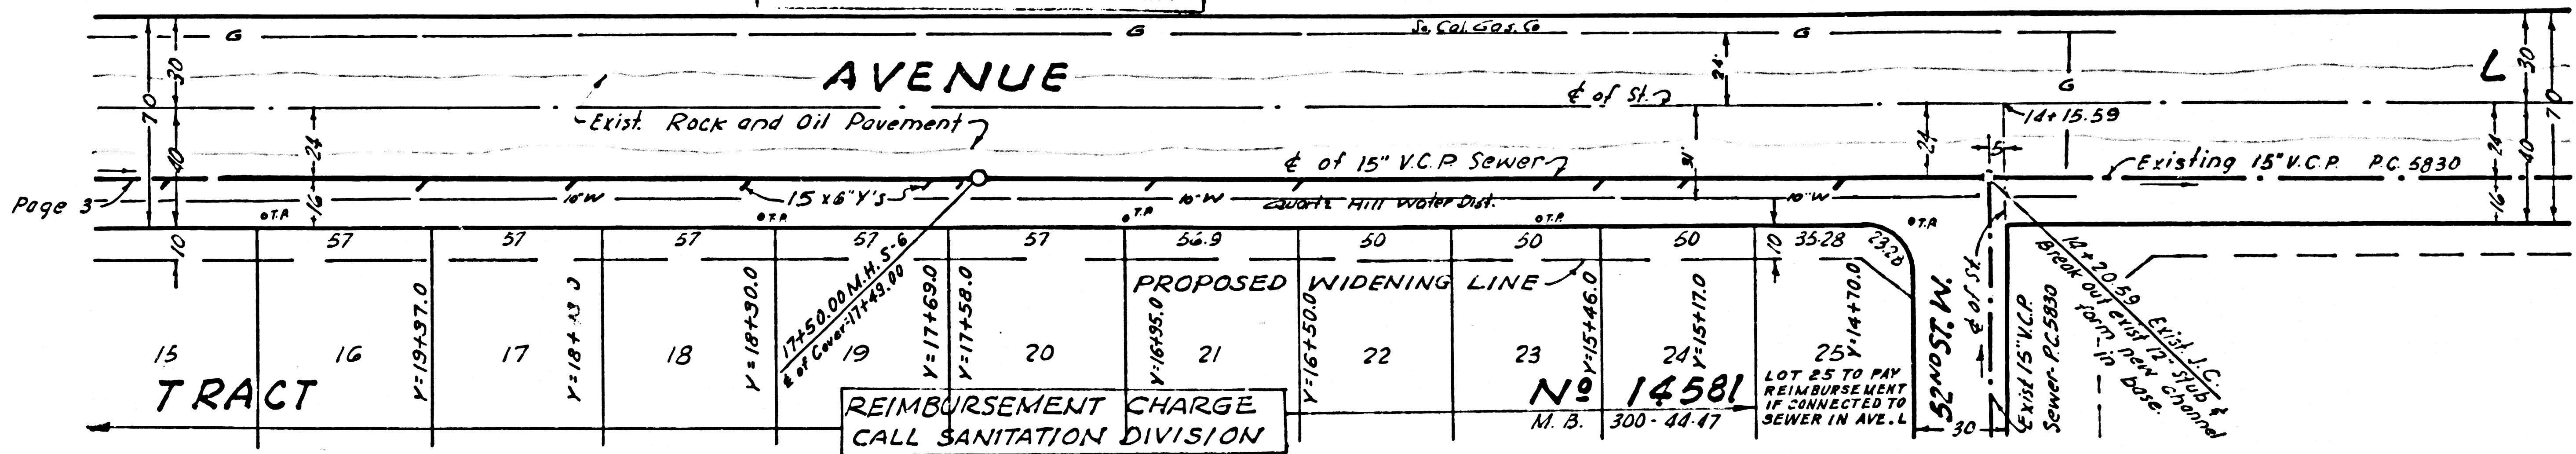 G
G
So. Cal. Gas. Co
G
30
70
40
24
16
10
AVENUE
L
24'
G
30
70
℄ of St.
Exist. Rock and Oil Pavement
14+15.59
24
5
24
40
16
℄ of 15" V.C.P. Sewer
Existing 15" V.C.P. P.C. 5830
Page 3
15 x 6" Y's
10"W
10"W
10"W
Quartz Hill Water Dist.
T.P.
T.P.
T.P.
T.P.
T.P.
57
57
57
57
57
56.9
50
50
50
10
35.28
23.20
PROPOSED WIDENING LINE
Y=19+37.0
Y=18+30.0
17+50.00 M.H. S-6
℄ of Cover=17+49.00
Y=17+69.0
Y=17+58.0
Y=16+95.0
Y=16+50.0
Y=15+46.0
Y=15+17.0
Y=14+70.0
52ND ST. W.
℄ of St.
Exist 15" V.C.P.
Sewer-P.C. 5830
14+20.59 Exist. J.C.
Break out exist 12" stub &
form new channel
in base.
30
15
16
17
18
19
20
21
22
23
24
25
TRACT
Nº 14581
M. B. 300-44-47
REIMBURSEMENT CHARGE
CALL SANITATION DIVISION
LOT 25 TO PAY
REIMBURSEMENT
IF CONNECTED TO
SEWER IN AVE. L